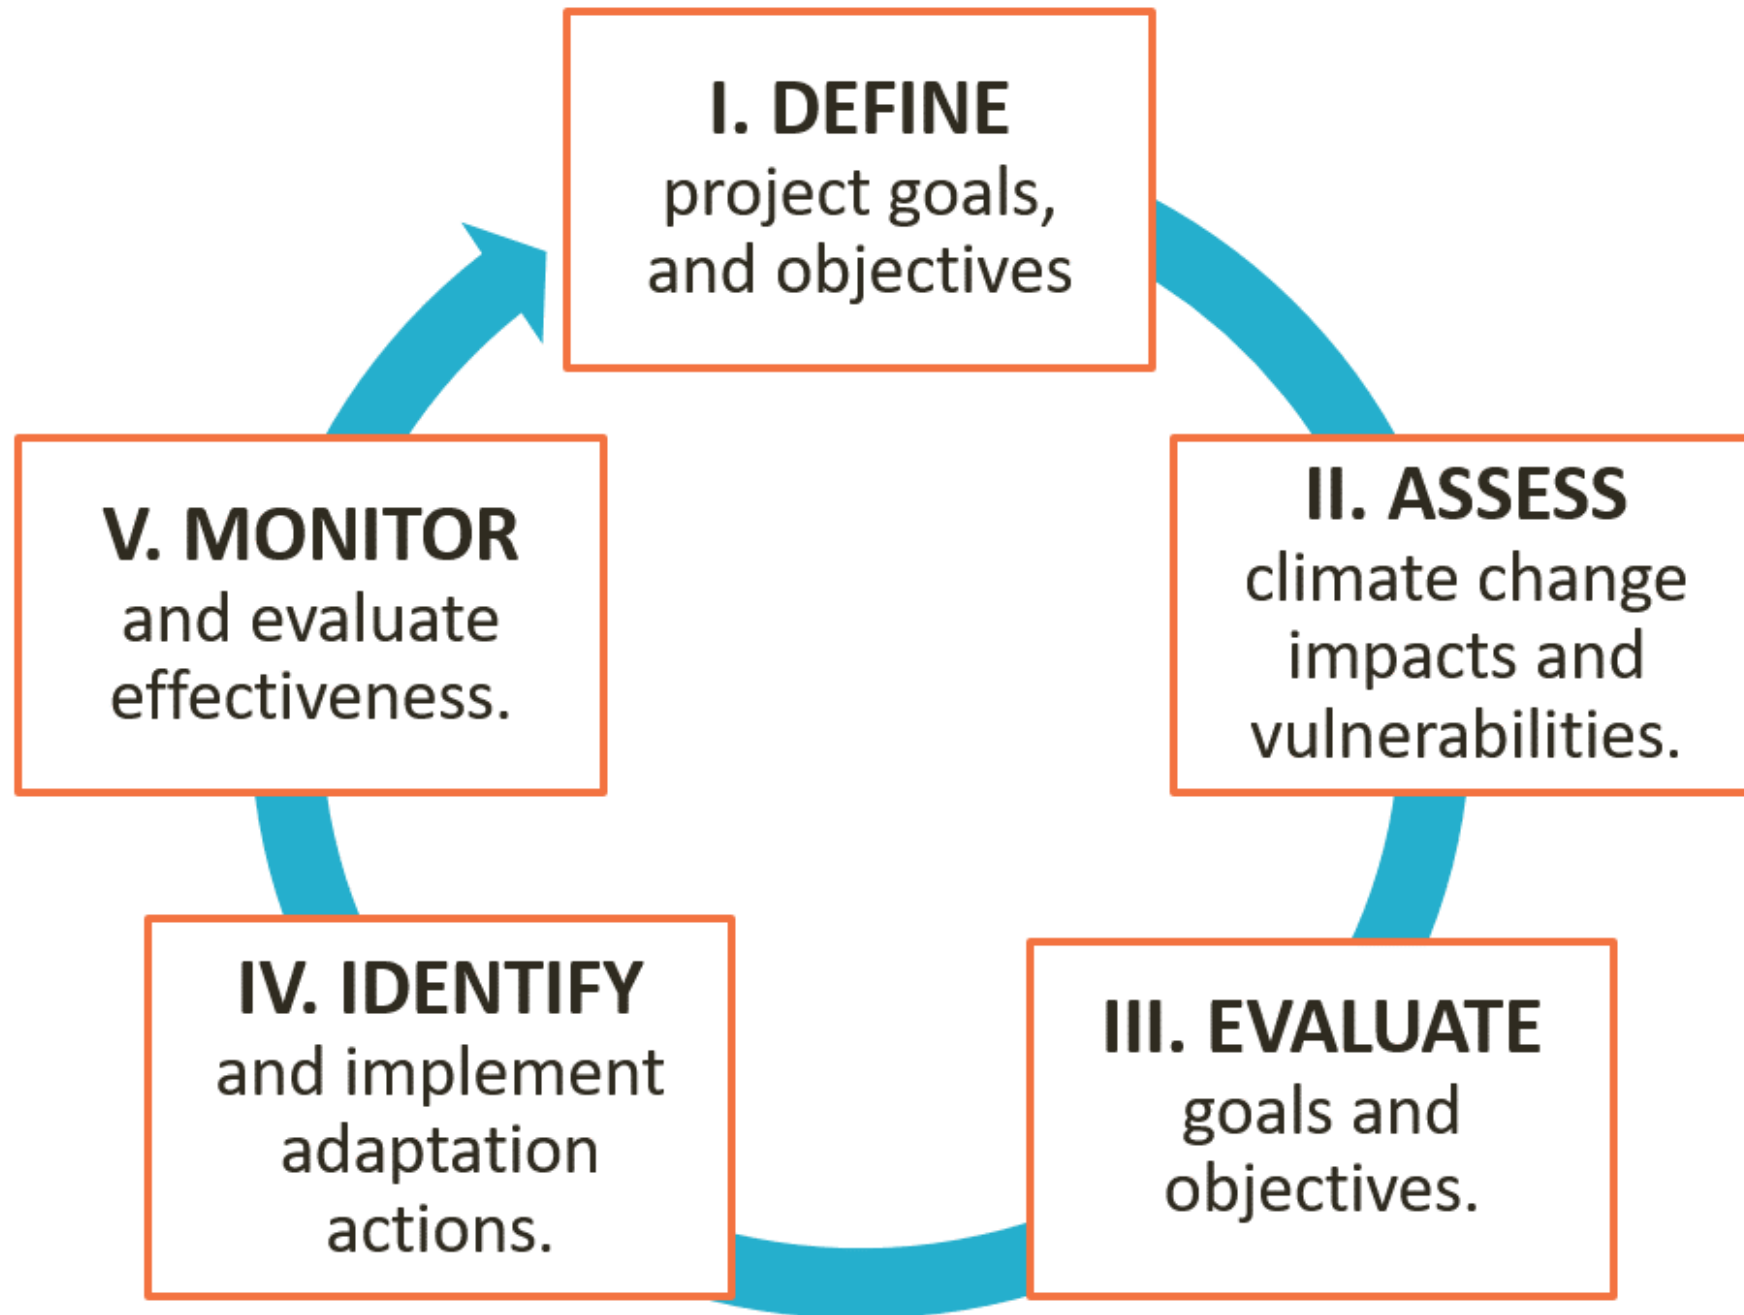 I. DEFINE
project goals,
and objectives
II. ASSESS
climate change
impacts and
vulnerabilities.
III. EVALUATE
goals and
objectives.
IV. IDENTIFY
and implement
adaptation
actions.
V. MONITOR
and evaluate
effectiveness.